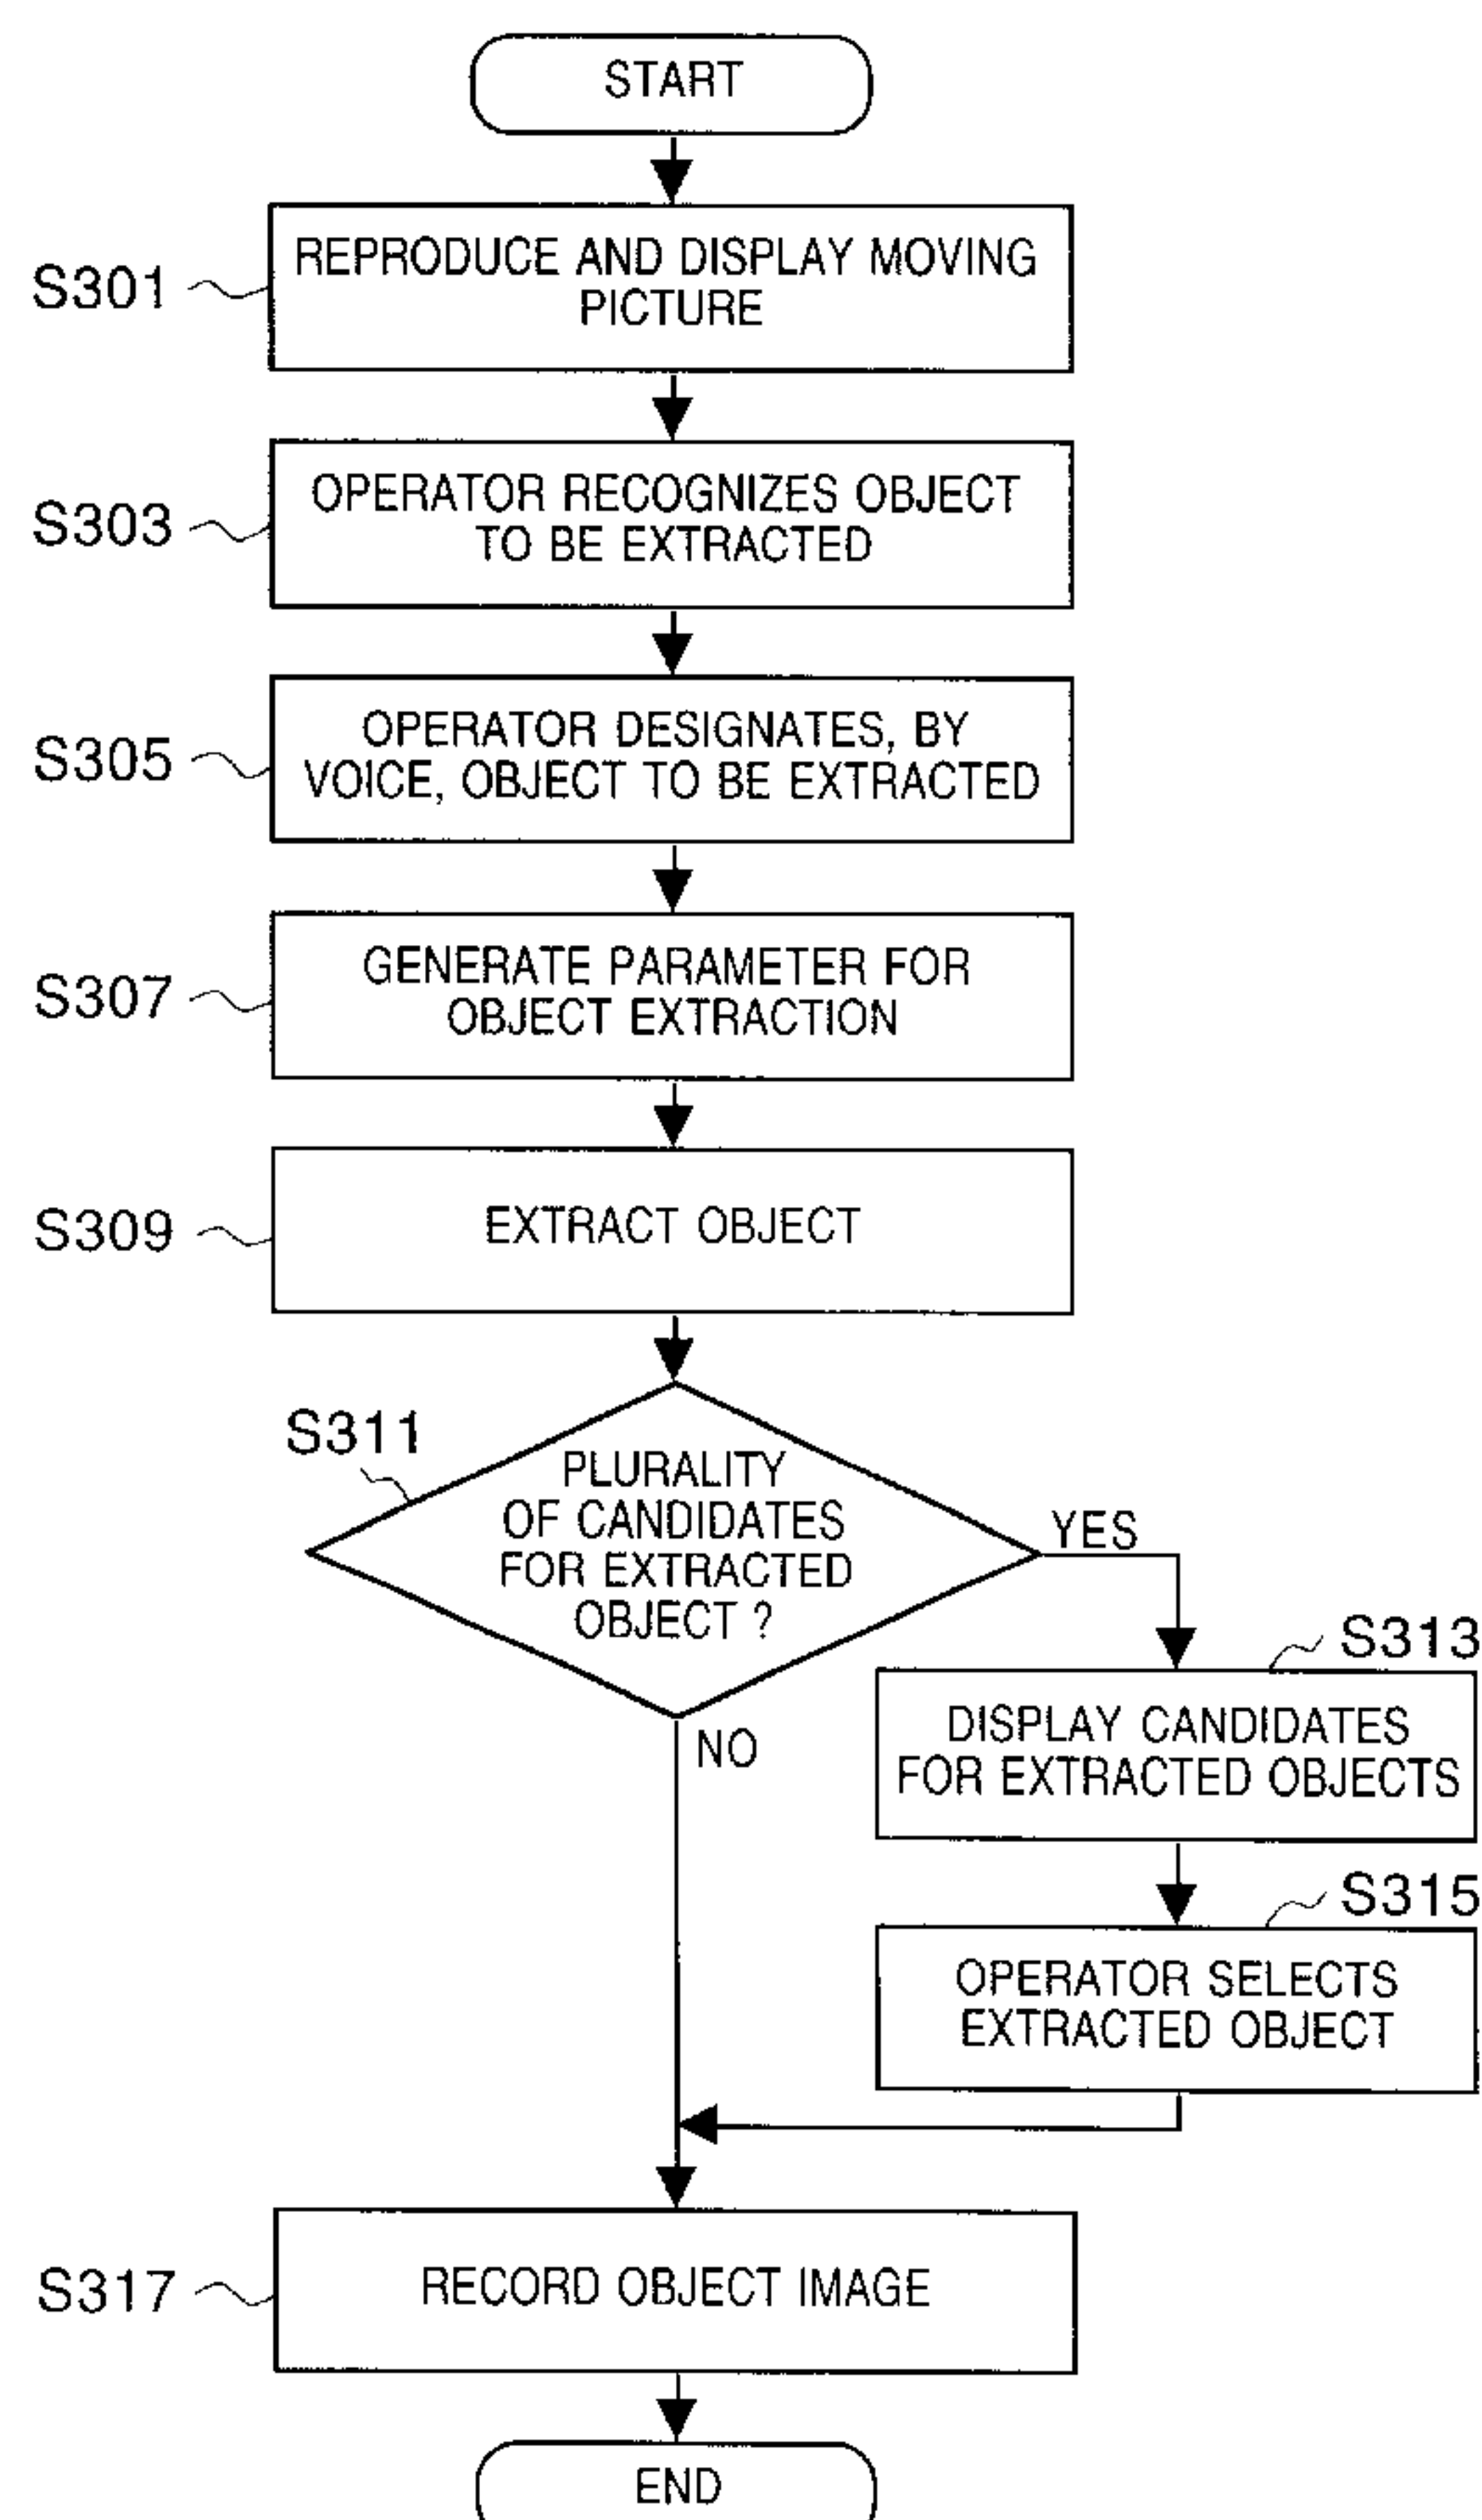 START
S301
REPRODUCE AND DISPLAY MOVING
PICTURE
S303
OPERATOR RECOGNIZES OBJECT
TO BE EXTRACTED
S305
OPERATOR DESIGNATES, BY
VOICE, OBJECT TO BE EXTRACTED
S307
GENERATE PARAMETER FOR
OBJECT EXTRACTION
S309
EXTRACT OBJECT
S311
PLURALITY
OF CANDIDATES
FOR EXTRACTED
OBJECT ?
YES
NO
S313
DISPLAY CANDIDATES
FOR EXTRACTED OBJECTS
S315
OPERATOR SELECTS
EXTRACTED OBJECT
S317
RECORD OBJECT IMAGE
END